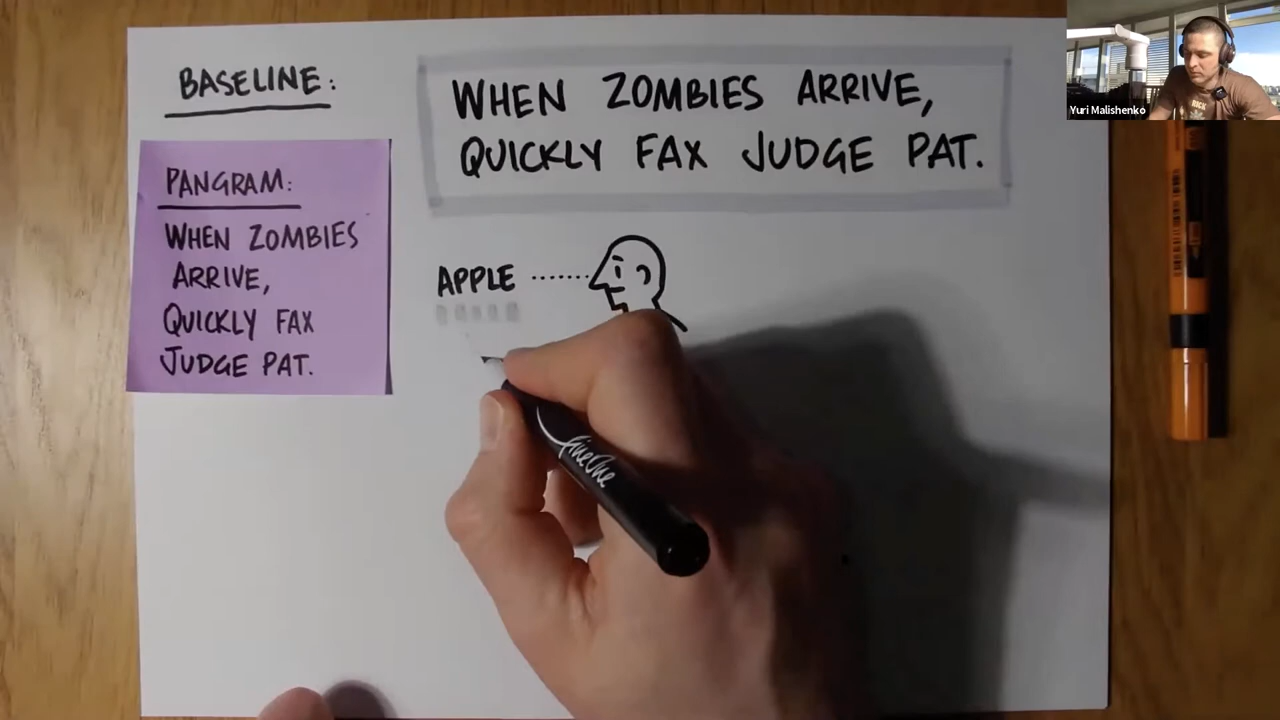 BASELINE:
WHEN ZOMBIES ARRIVE,
QUICKLY FAX JUDGE PAT.
PANGRAM:
WHEN ZOMBIES
ARRIVE,
QUICKLY FAX
JUDGE PAT.
APPLE
FineOne
Yuri Malishenko